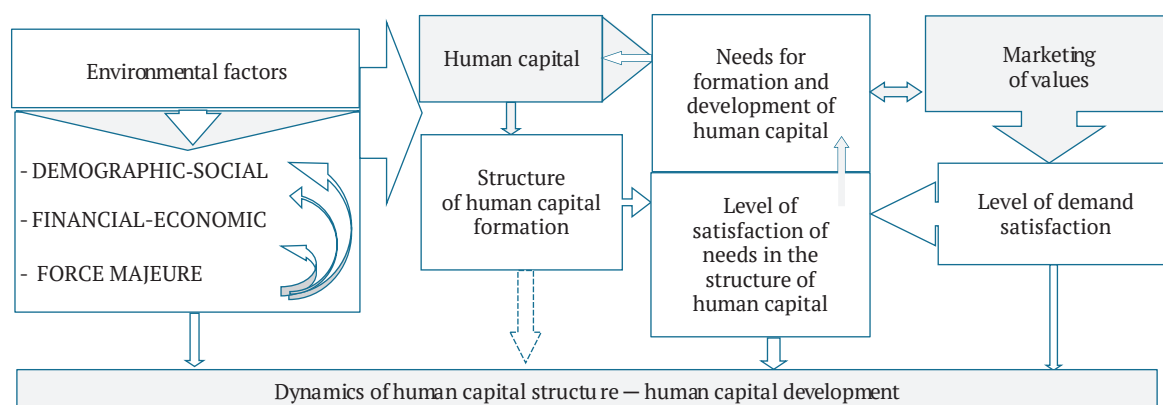 Environmental factors
- DEMOGRAPHIC-SOCIAL
- FINANCIAL-ECONOMIC
- FORCE MAJEURE
Human capital
Structure
of human capital
formation
Needs for
formation and
development of
human capital
Level of
satisfaction of
needs in the
structure of
human capital
Marketing
of values
Level of demand
satisfaction
Dynamics of human capital structure — human capital development